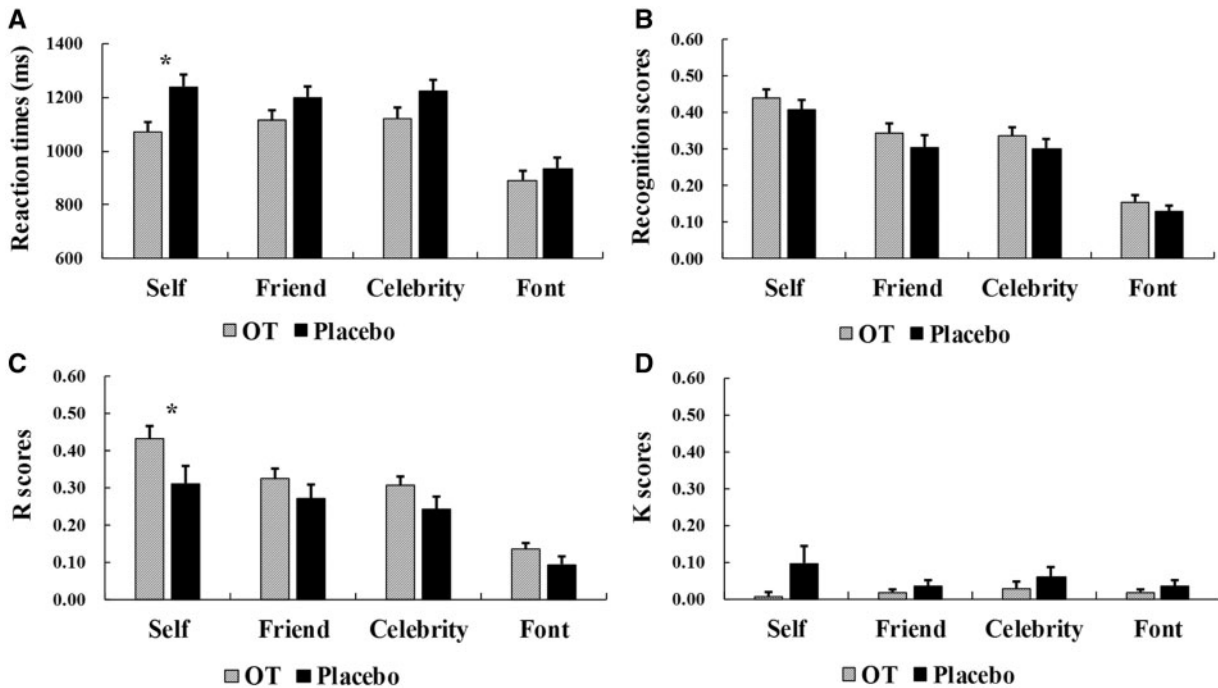 A
Reaction times (ms)
1400
1200
1000
800
600
*
Self Friend Celebrity Font
OT Placebo
B
Recognition scores
0.60
0.50
0.40
0.30
0.20
0.10
0.00
Self Friend Celebrity Font
OT Placebo
C
R scores
0.60
0.50
0.40
0.30
0.20
0.10
0.00
*
Self Friend Celebrity Font
OT Placebo
D
K scores
0.60
0.50
0.40
0.30
0.20
0.10
0.00
Self Friend Celebrity Font
OT Placebo